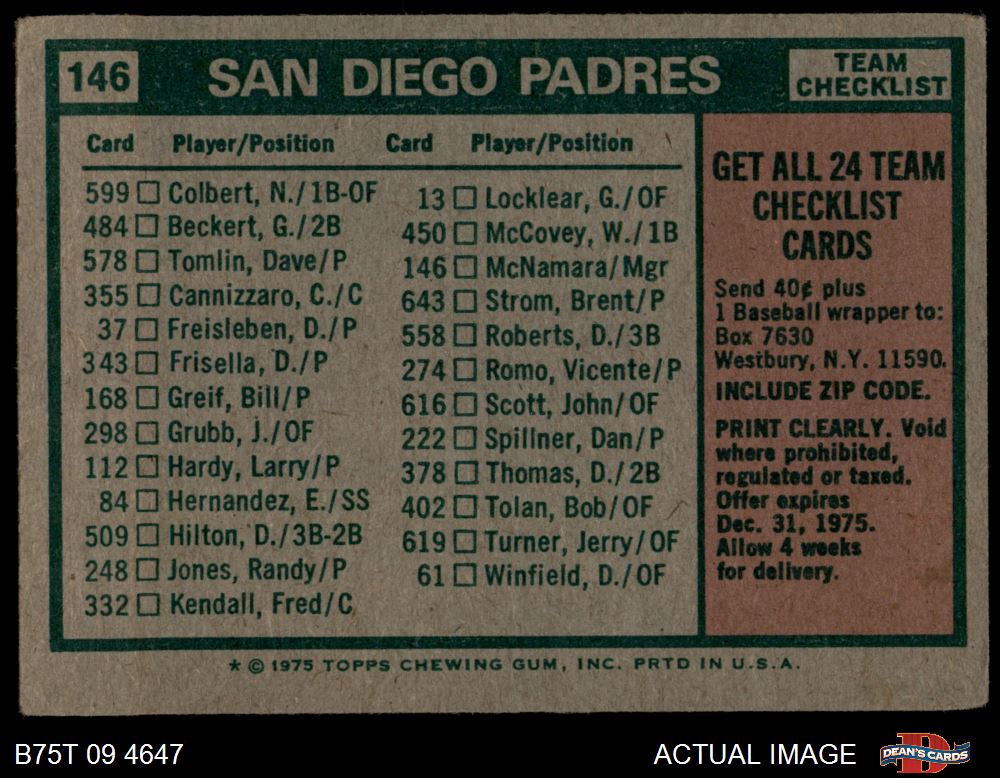 146
SAN DIEGO PADRES
TEAM
CHECKLIST
Card Player/Position Card Player/Position
599 Colbert, N./1B-OF
484 Beckert, G./2B
578 Tomlin, Dave/P
355 Cannizzaro, C./C
37 Freisleben, D./P
343 Frisella, D./P
168 Greif, Bill/P
298 Grubb, J./OF
112 Hardy, Larry/P
84 Hernandez, E./SS
509 Hilton, D./3B-2B
248 Jones, Randy/P
332 Kendall, Fred/C
13 Locklear, G./OF
450 McCovey, W./1B
146 McNamara/Mgr
643 Strom, Brent/P
558 Roberts, D./3B
274 Romo, Vicente/P
616 Scott, John/OF
222 Spillner, Dan/P
378 Thomas, D./2B
402 Tolan, Bob/OF
619 Turner, Jerry/OF
61 Winfield, D./OF
GET ALL 24 TEAM
CHECKLIST
CARDS
Send 40¢ plus
1 Baseball wrapper to:
Box 7630
Westbury, N.Y. 11590.
INCLUDE ZIP CODE.
PRINT CLEARLY. Void
where prohibited,
regulated or taxed.
Offer expires
Dec. 31, 1975.
Allow 4 weeks
for delivery.
* © 1975 TOPPS CHEWING GUM, INC. PRTD IN U.S.A.
B75T 09 4647
ACTUAL IMAGE
DEAN'S CARDS